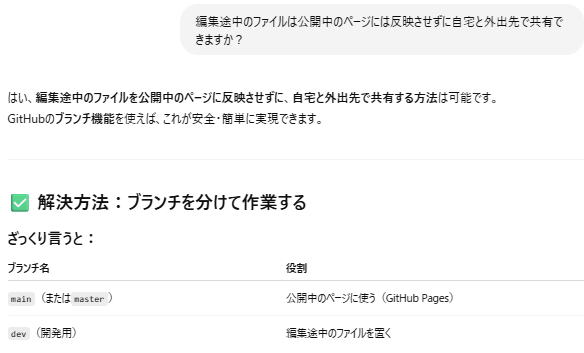 編集途中のファイルは公開中のページには反映させずに自宅と外出先で共有で
きますか？
はい、編集途中のファイルを公開中のページに反映させずに、自宅と外出先で共有する方法は可能です。
GitHubのブランチ機能を使えば、これが安全・簡単に実現できます。
✅ 解決方法：ブランチを分けて作業する
ざっくり言うと：
ブランチ名 役割
main（またはmaster） 公開中のページに使う（GitHub Pages）
dev（開発用） 編集途中のファイルを置く